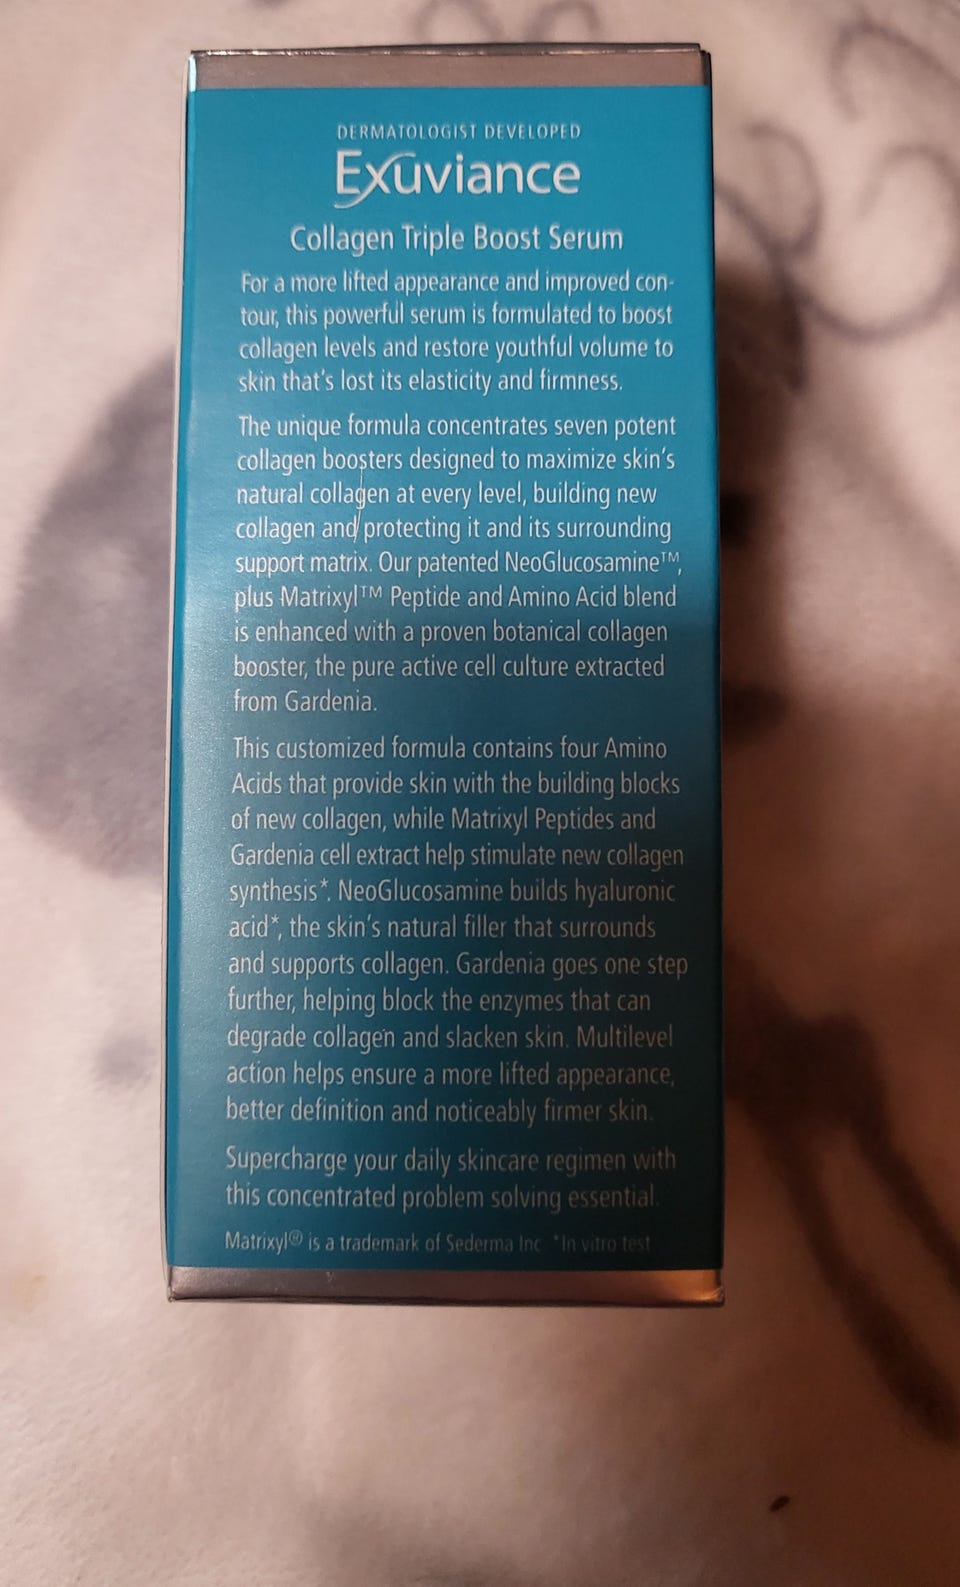 DERMATOLOGIST DEVELOPED
Exuviance
Collagen Triple Boost Serum
For a more lifted appearance and improved con-
tour, this powerful serum is formulated to boost
collagen levels and restore youthful volume to
skin that's lost its elasticity and firmness.
The unique formula concentrates seven potent
collagen boosters designed to maximize skin's
natural collagen at every level, building new
collagen and protecting it and its surrounding
support matrix. Our patented NeoGlucosamine™,
plus Matrixyl™ Peptide and Amino Acid blend
is enhanced with a proven botanical collagen
booster, the pure active cell culture extracted
from Gardenia.
This customized formula contains four Amino
Acids that provide skin with the building blocks
of new collagen, while Matrixyl Peptides and
Gardenia cell extract help stimulate new collagen
synthesis*. NeoGlucosamine builds hyaluronic
acid*, the skin's natural filler that surrounds
and supports collagen. Gardenia goes one step
further, helping block the enzymes that can
degrade collagen and slacken skin. Multilevel
action helps ensure a more lifted appearance,
better definition and noticeably firmer skin.
Supercharge your daily skincare regimen with
this concentrated problem solving essential.
Matrixyl® is a trademark of Sederma Inc *In vitro test